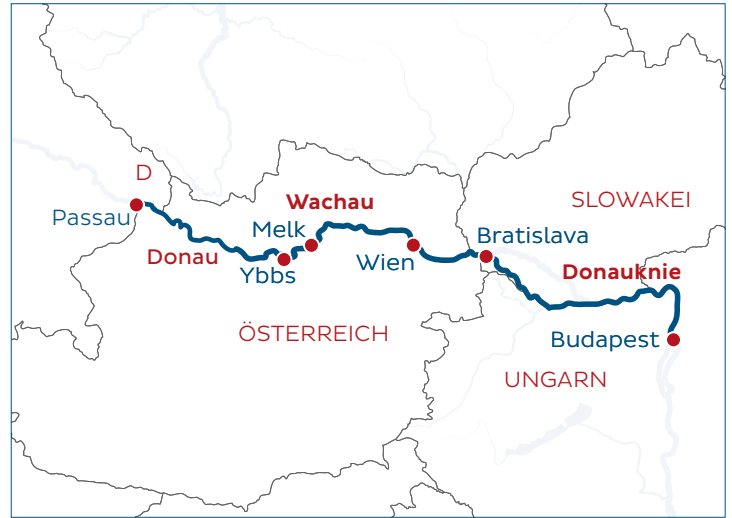 D
Passau
Wachau
SLOWAKEI
Melk
Donau
Ybbs
Wien
Bratislava
Donauknie
ÖSTERREICH
Budapest
UNGARN